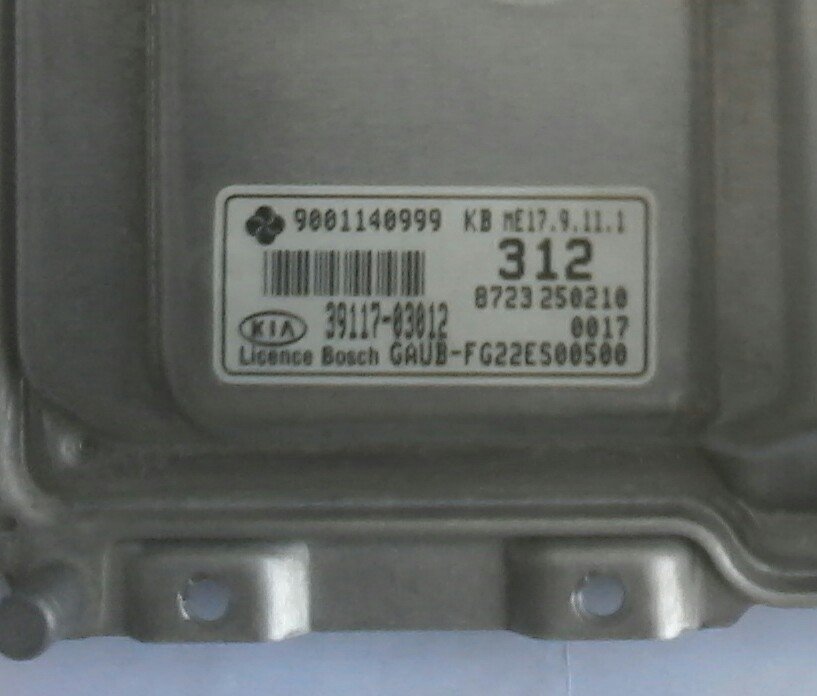 9001140999 KB ME17.9.11.1
312
8723 250210
KIA 39117-03012 0017
Licence Bosch GAUB-FG22ES00500